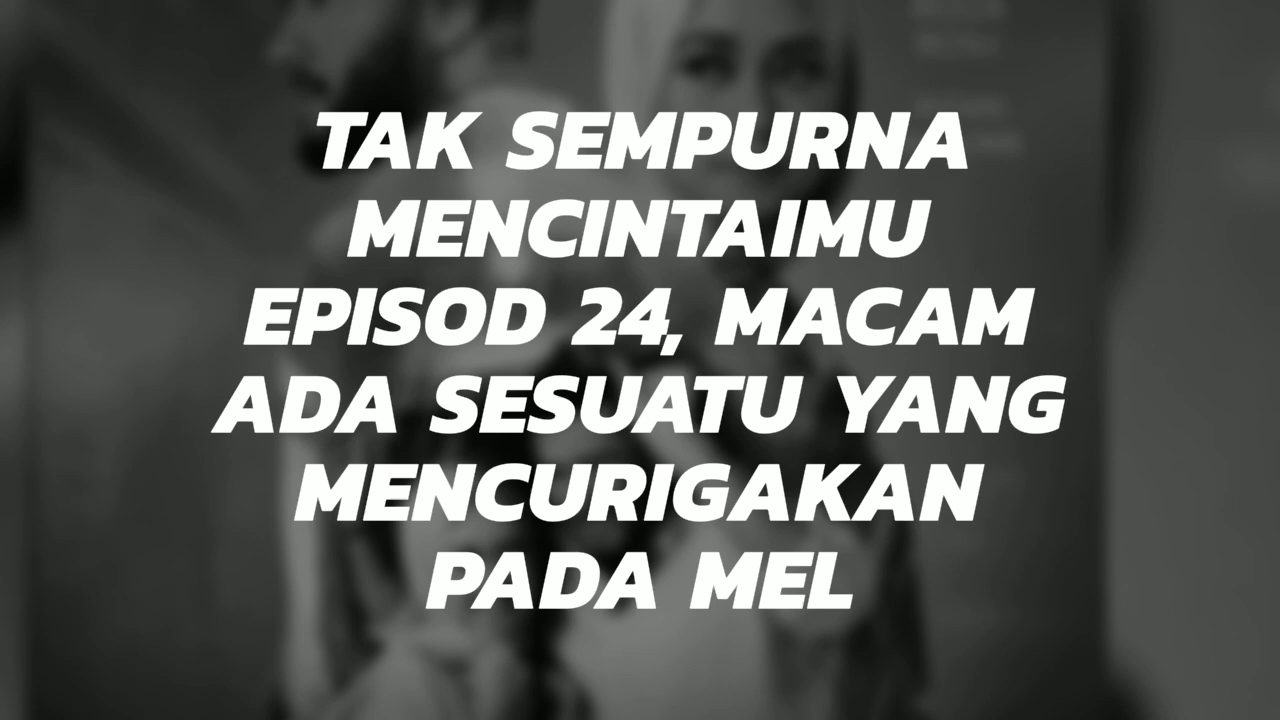 TAK SEMPURNA
MENCINTAIMU
EPISOD 24, MACAM
ADA SESUATU YANG
MENCURIGAKAN
PADA MEL